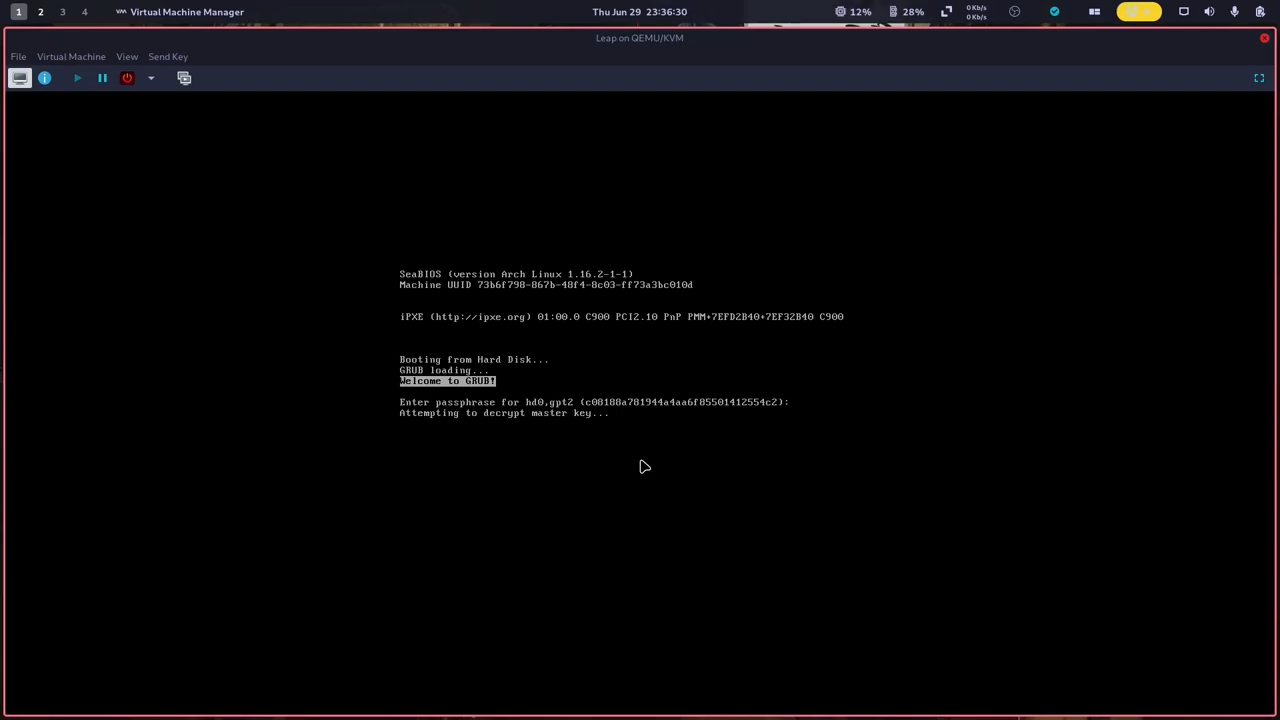 1 2 3 4 Virtual Machine Manager Thu Jun 29 23:36:30 12% 28% 0 Kb/s
0 Kb/s
Leap on QEMU/KVM
File Virtual Machine View Send Key
SeaBIOS (version Arch Linux 1.16.2-1-1)
Machine UUID 73b6f798-867b-48f4-8c03-ff73a3bc010d
iPXE (http://ipxe.org) 01:00.0 C900 PCI2.10 PnP PMM+7EFD2B40+7EF32B40 C900
Booting from Hard Disk...
GRUB loading...
Welcome to GRUB!
Enter passphrase for hd0,gpt2 (c08188a781944a4aa6f85501412554c2):
Attempting to decrypt master key...